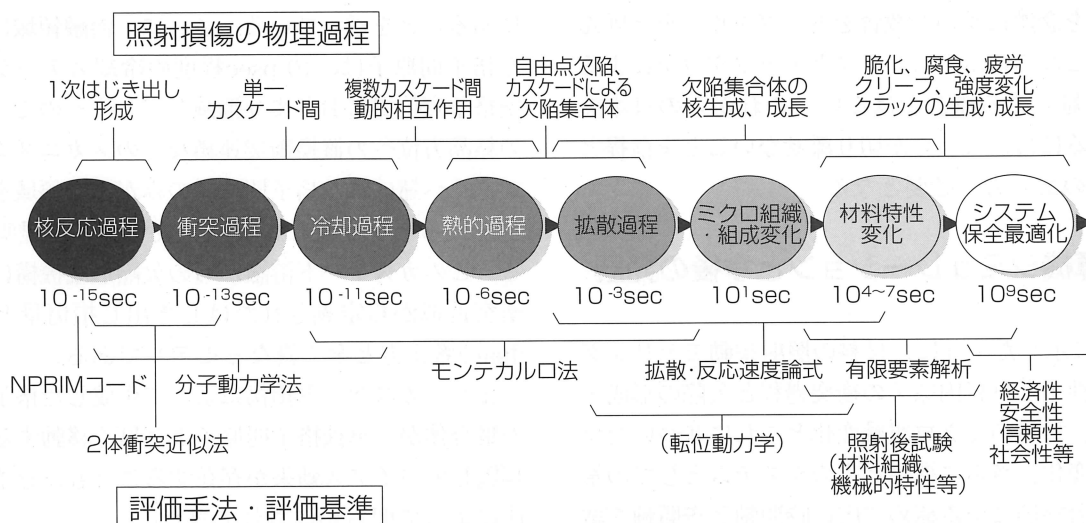 照射損傷の物理過程
1次はじき出し
形成
単一
カスケード間
複数カスケード間
動的相互作用
自由点欠陥、
カスケードによる
欠陥集合体
欠陥集合体の
核生成、成長
脆化、腐食、疲労
クリープ、強度変化
クラックの生成・成長
核反応過程
衝突過程
冷却過程
熱的過程
拡散過程
ミクロ組織
・組成変化
材料特性
変化
システム
保全最適化
10⁻¹⁵sec
10⁻¹³sec
10⁻¹¹sec
10⁻⁶sec
10⁻³sec
10¹sec
10⁴~⁷sec
10⁹sec
NPRIMコード
分子動力学法
2体衝突近似法
モンテカルロ法
拡散・反応速度論式
有限要素解析
(転位動力学)
照射後試験
(材料組織、
機械的特性等)
経済性
安全性
信頼性
社会性等
評価手法・評価基準